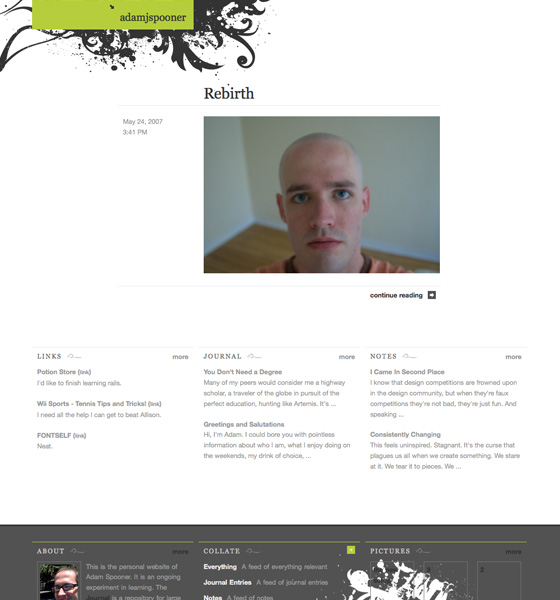 adamjspooner
Rebirth
May 24, 2007
3:41 PM
continue reading
LINKS
more
Potion Store (link)
I'd like to finish learning rails.
Wii Sports - Tennis Tips and Tricks! (link)
I need all the help I can get to beat Allison.
FONTSELF (link)
Neat.
JOURNAL
more
You Don't Need a Degree
Many of my peers would consider me a highway
scholar, a traveler of the globe in pursuit of the
perfect education, hunting like Artemis. It's ...
Greetings and Salutations
Hi, I'm Adam. I could bore you with pointless
information about who I am, what I enjoy doing on
the weekends, my drink of choice, ...
NOTES
more
I Came In Second Place
I know that design competitions are frowned upon
in the design community, but when they're faux
competitions they're not bad, they're just fun. And
speaking ...
Consistently Changing
This feels uninspired. Stagnant. It's the curse that
plagues us all when we create something. We stare
at it. We tear it to pieces. We ...
ABOUT
more
This is the personal website of
Adam Spooner. It is an ongoing
experiment in learning. The
Journal is a repository for large
COLLATE
Everything A feed of everything relevant
Journal Entries A feed of journal entries
Notes A feed of notes
PICTURES
more
2